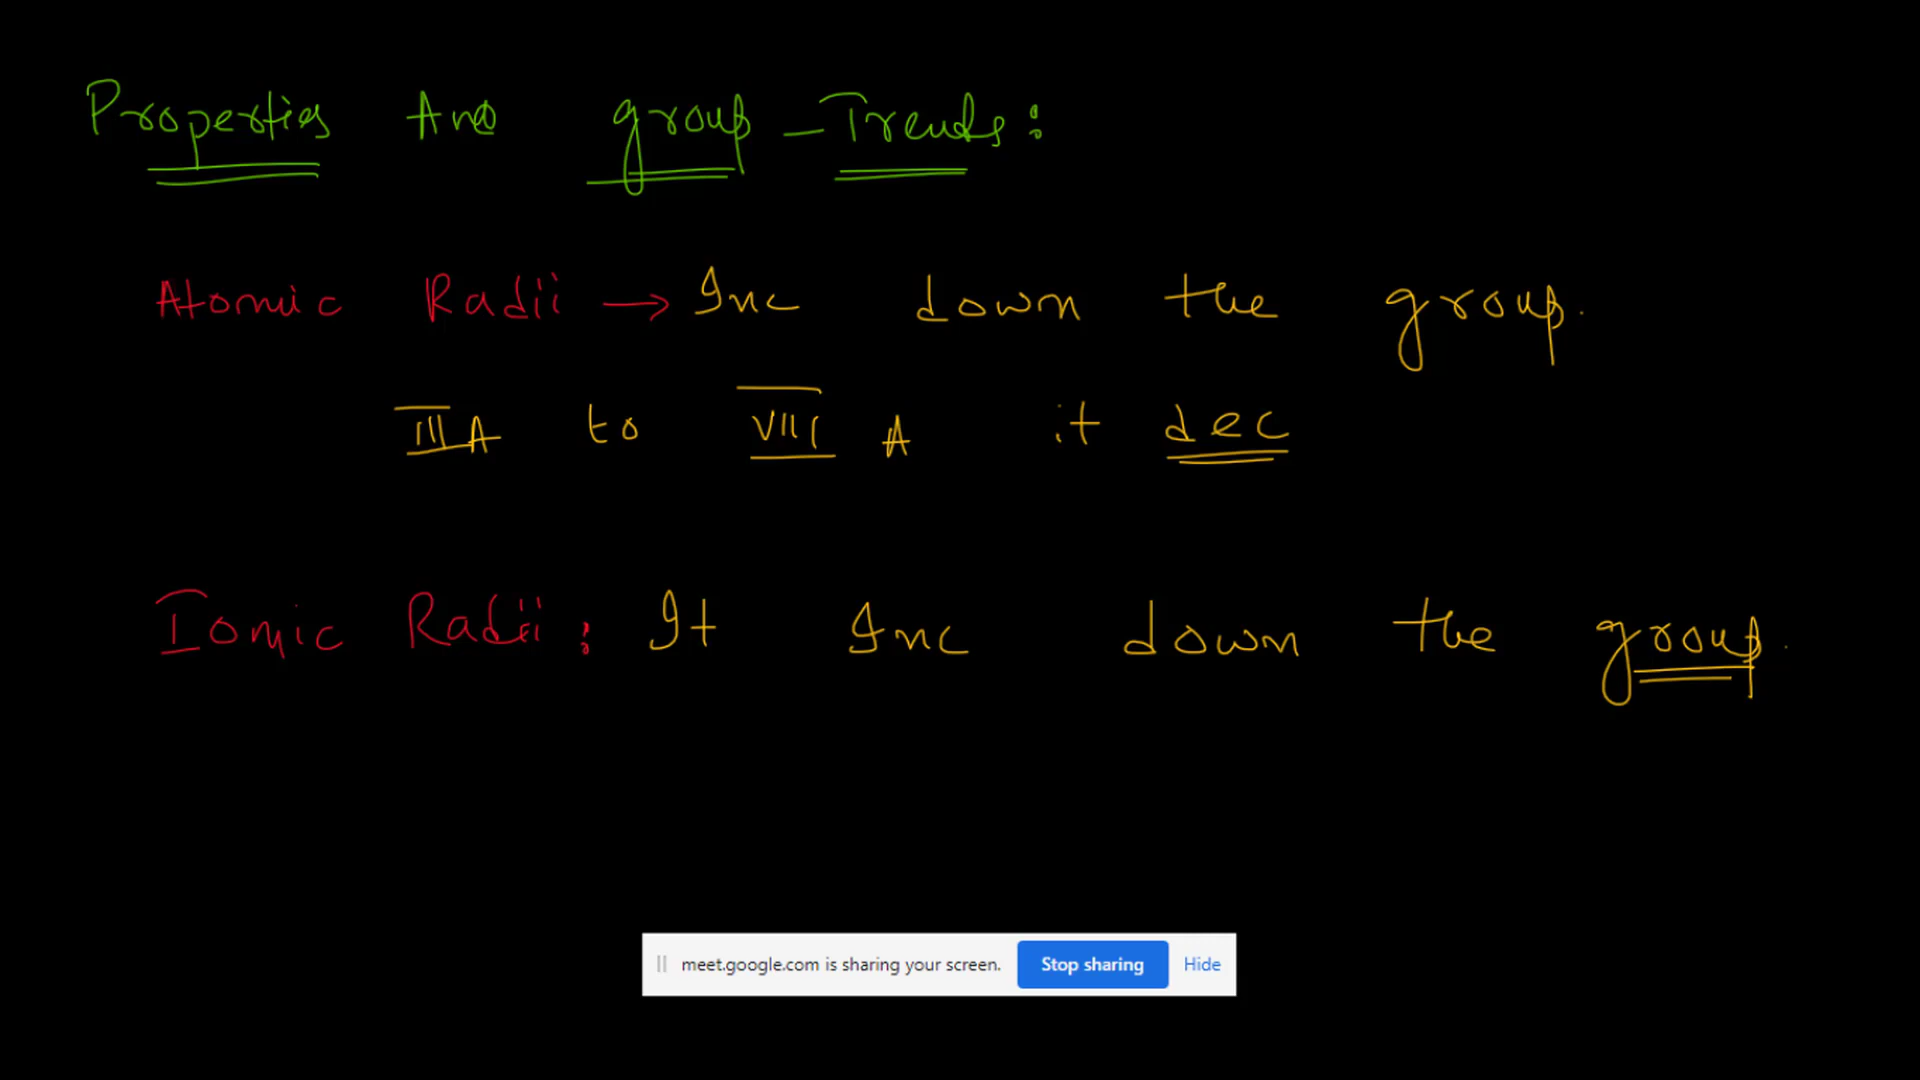 Properties And group - Trends:
Atomic Radii → Inc down the group.
III A to VIII A it dec
Ionic Radii: It Inc down the group.
meet.google.com is sharing your screen. Stop sharing Hide